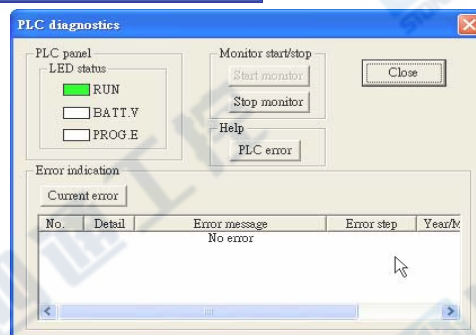 PLC diagnostics
PLC panel
LED status
RUN
BATT.V
PROG.E
Monitor start/stop
Start monitor
Stop monitor
Close
Help
PLC error
Error indication
Current error
No. Detail Error message Error step Year/M
No error